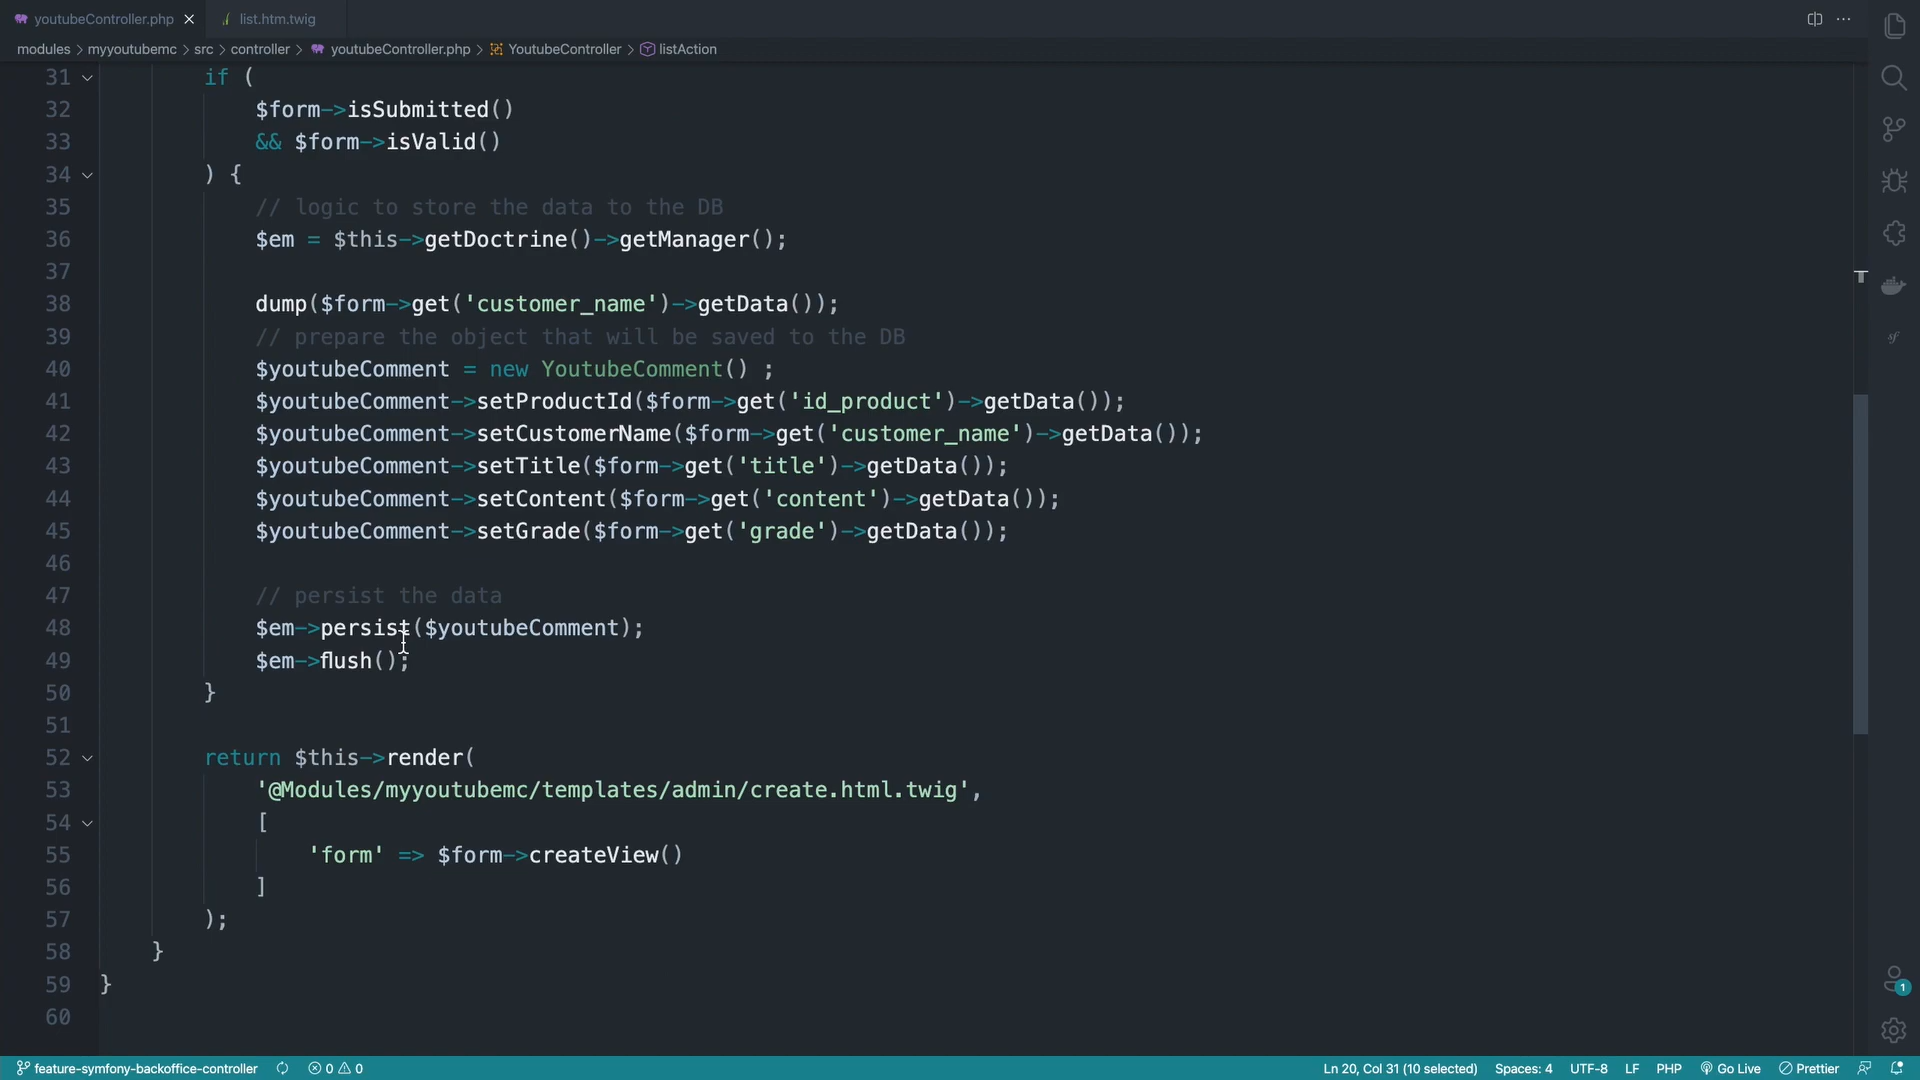 youtubeController.php
list.htm.twig
modules > myyoutubemc > src > controller > youtubeController.php > YoutubeController > listAction
31 if (
32 $form->isSubmitted()
33 && $form->isValid()
34 ) {
35 // logic to store the data to the DB
36 $em = $this->getDoctrine()->getManager();
37
38 dump($form->get('customer_name')->getData());
39 // prepare the object that will be saved to the DB
40 $youtubeComment = new YoutubeComment() ;
41 $youtubeComment->setProductId($form->get('id_product')->getData());
42 $youtubeComment->setCustomerName($form->get('customer_name')->getData());
43 $youtubeComment->setTitle($form->get('title')->getData());
44 $youtubeComment->setContent($form->get('content')->getData());
45 $youtubeComment->setGrade($form->get('grade')->getData());
46
47 // persist the data
48 $em->persist($youtubeComment);
49 $em->flush();
50 }
51
52 return $this->render(
53 '@Modules/myyoutubemc/templates/admin/create.html.twig',
54 [
55 'form' => $form->createView()
56 ]
57 );
58 }
59 }
60
sf
1
feature-symfony-backoffice-controller 0 0 Ln 20, Col 31 (10 selected) Spaces: 4 UTF-8 LF PHP Go Live Prettier